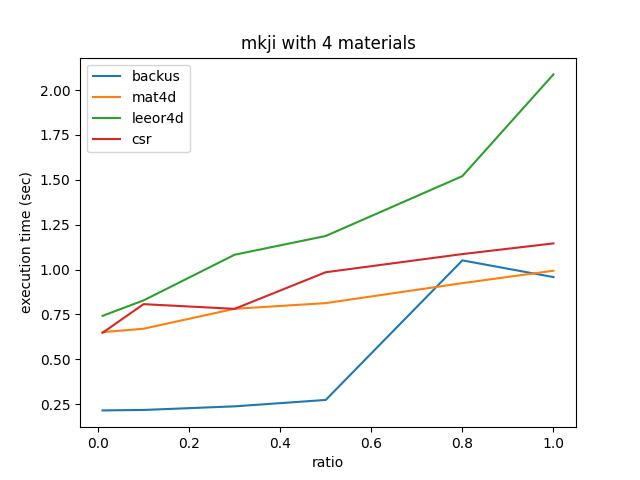 mkji with 4 materials
backus
mat4d
leeor4d
csr
2.00
1.75
1.50
1.25
1.00
0.75
0.50
0.25
execution time (sec)
0.0 0.2 0.4 0.6 0.8 1.0
ratio